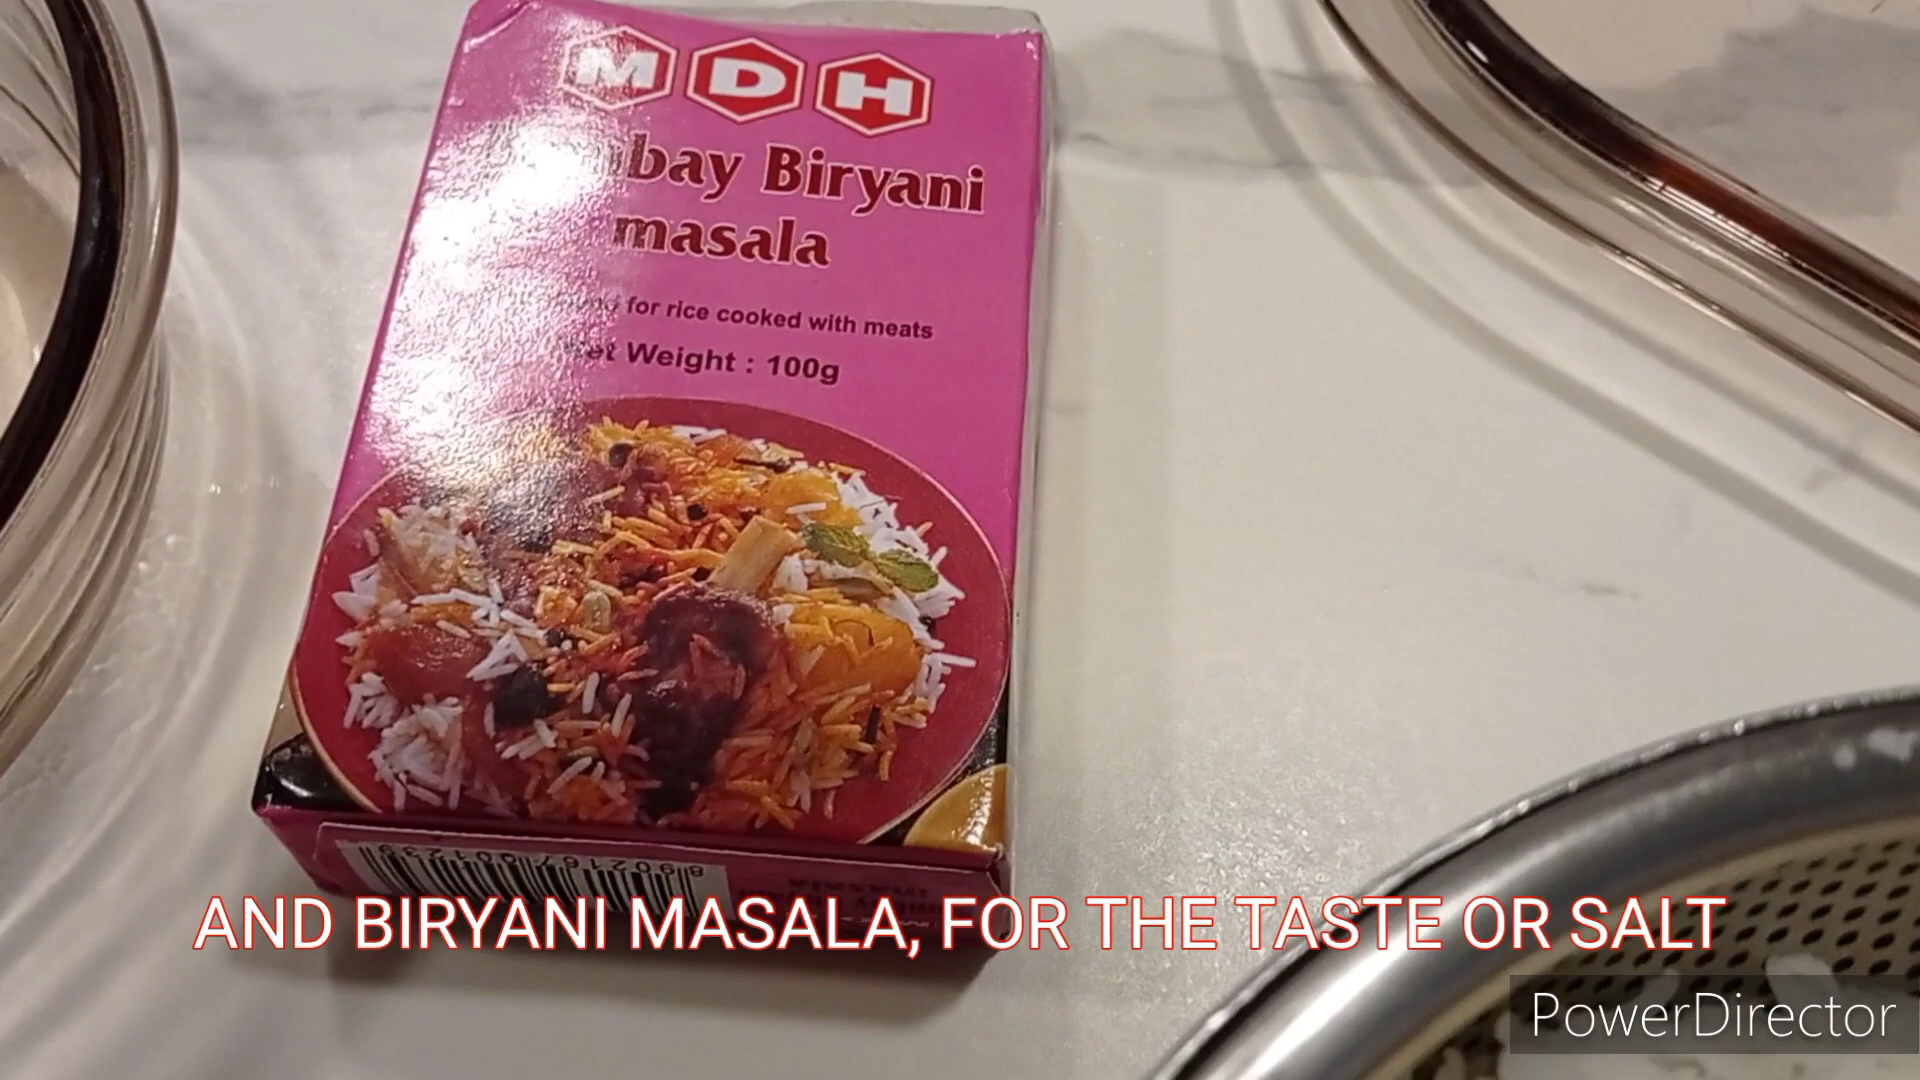 MDH
Biryani
masala
for rice cooked with meats
Weight : 100g
AND BIRYANI MASALA, FOR THE TASTE OR SALT
PowerDirector